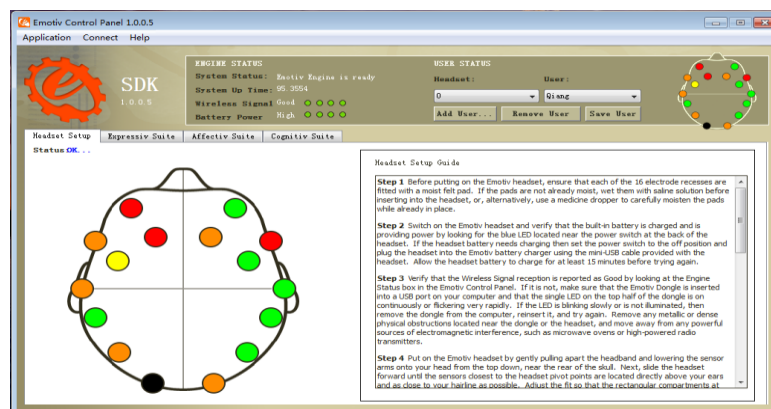 Emotiv Control Panel 1.0.0.5
Application Connect Help
SDK
1.0.0.5
ENGINE STATUS
System Status: Emotiv Engine is ready
System Up Time: 95.3554
Wireless Signal Good
Battery Power High
USER STATUS
Headset: User:
0 Qiang
Add User... Remove User Save User
Headset Setup Expressiv Suite Affectiv Suite Cognitiv Suite
Status OK...
Headset Setup Guide
Step 1 Before putting on the Emotiv headset, ensure that each of the 16 electrode recesses are
fitted with a moist felt pad. If the pads are not already moist, wet them with saline solution before
inserting into the headset, or, alternatively, use a medicine dropper to carefully moisten the pads
while already in place.
Step 2 Switch on the Emotiv headset and verify that the built-in battery is charged and is
providing power by looking for the blue LED located near the power switch at the back of the
headset. If the headset battery needs charging then set the power switch to the off position and
plug the headset into the Emotiv battery charger using the mini-USB cable provided with the
headset. Allow the headset battery to charge for at least 15 minutes before trying again.
Step 3 Verify that the Wireless Signal reception is reported as Good by looking at the Engine
Status box in the Emotiv Control Panel. If it is not, make sure that the Emotiv Dongle is inserted
into a USB port on your computer and that the single LED on the top half of the dongle is on
continuously or flickering very rapidly. If the LED is blinking slowly or is not illuminated, then
remove the dongle from the computer, reinsert it, and try again. Remove any metallic or dense
physical obstructions located near the dongle or the headset, and move away from any powerful
sources of electromagnetic interference, such as microwave ovens or high-powered radio
transmitters.
Step 4 Put on the Emotiv headset by gently pulling apart the headband and lowering the sensor
arms onto your head from the top down, near the rear of the skull. Next, slide the headset
forward until the sensors closest to the headset pivot points are located directly above your ears
and as close to your hairline as possible. Adjust the fit so that the rectangular compartments at